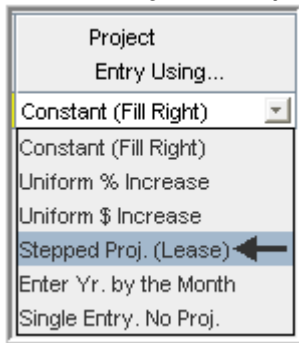 Project
Entry Using...
Constant (Fill Right)
Constant (Fill Right)
Uniform % Increase
Uniform $ Increase
Stepped Proj. (Lease)
Enter Yr. by the Month
Single Entry. No Proj.